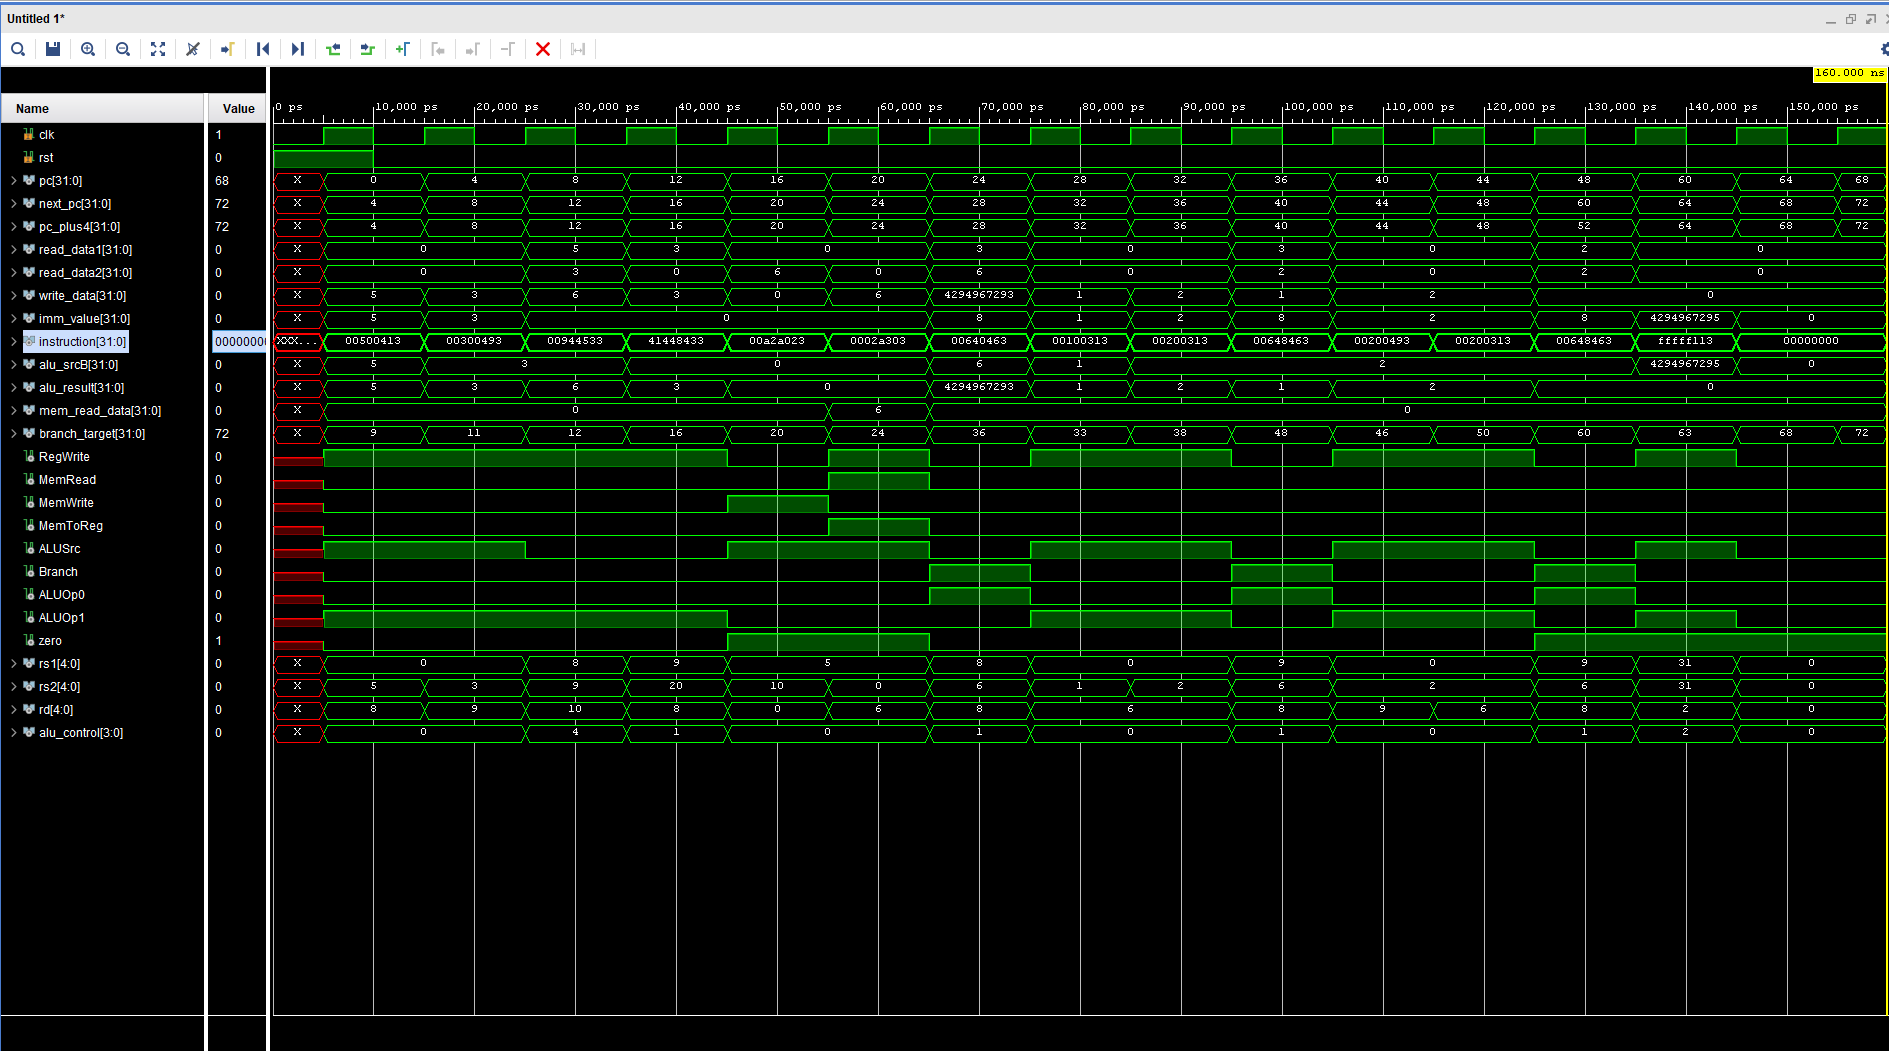 Untitled 1*
160.000 ns
Name Value 0 ps 10,000 ps 20,000 ps 30,000 ps 40,000 ps 50,000 ps 60,000 ps 70,000 ps 80,000 ps 90,000 ps 100,000 ps 110,000 ps 120,000 ps 130,000 ps 140,000 ps 150,000 ps
clk 1
rst 0
pc[31:0] 68 X 0 4 8 12 16 20 24 28 32 36 40 44 48 60 64 68
next_pc[31:0] 72 X 4 8 12 16 20 24 28 32 36 40 44 48 60 64 68 72
pc_plus4[31:0] 72 X 4 8 12 16 20 24 28 32 36 40 44 48 52 64 68 72
read_data1[31:0] 0 X 0 5 3 0 3 0 3 0 2 0
read_data2[31:0] 0 X 0 3 0 6 0 6 0 2 0 2 0
write_data[31:0] 0 X 5 3 6 3 0 6 4294967293 1 2 1 2 0
imm_value[31:0] 0 X 5 3 0 8 1 2 8 2 8 4294967295 0
instruction[31:0] 00000000 XXX... 00500413 00300493 00944533 41448433 00a2a023 0002a303 00640463 00100313 00200313 00648463 00200493 00200313 00648463 fffff113 00000000
alu_srcB[31:0] 0 X 5 3 0 6 1 2 4294967295 0
alu_result[31:0] 0 X 5 3 6 3 0 4294967293 1 2 1 2 0
mem_read_data[31:0] 0 X 0 6 0
branch_target[31:0] 72 X 9 11 12 16 20 24 36 33 38 48 46 50 60 63 68 72
RegWrite 0
MemRead 0
MemWrite 0
MemToReg 0
ALUSrc 0
Branch 0
ALUOp0 0
ALUOp1 0
zero 1
rs1[4:0] 0 X 0 8 9 5 8 0 9 0 9 31 0
rs2[4:0] 0 X 5 3 9 20 10 0 6 1 2 6 2 6 31 0
rd[4:0] 0 X 8 9 10 8 0 6 8 6 8 9 6 8 2 0
alu_control[3:0] 0 X 0 4 1 0 1 0 1 0 1 2 0